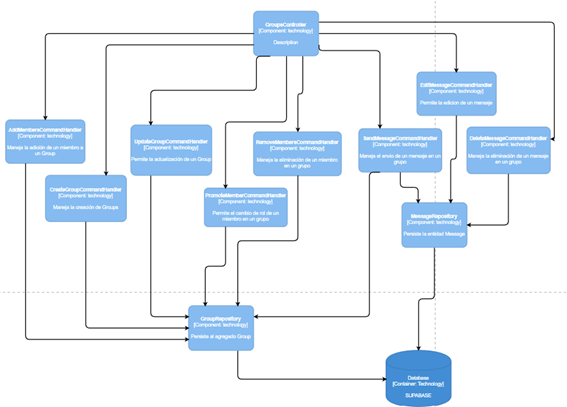 GroupsController
[Component: technology]
Description
EditMessageCommandHandler
[Component: technology]
Permite la edicion de un mensaje
AddMembersCommandHandler
[Component: technology]
Maneja la adición de un miembro a
un Group
UpdateGroupCommandHandler
[Component: technology]
Permite la actualización de un Group
RemoveMembersCommandHandler
[Component: technology]
Maneja la eliminación de un miembro
en un grupo
SendMessageCommandHandler
[Component: technology]
Maneja el envio de un mensaje en un
grupo
DeleteMessageCommandHandler
[Component: technology]
Maneja la eliminación de un mensaje
en un grupo
CreateGroupCommandHandler
[Component: technology]
Maneja la creación de Groups
PromoteMemberCommandHandler
[Component: technology]
Permite el cambio de rol de un
miembro en un grupo
MessageRepository
[Component: technology]
Persiste la entidad Message
GroupRepository
[Component: technology]
Persiste el agregado Group
Database
[Container: Technology]
SUPABASE